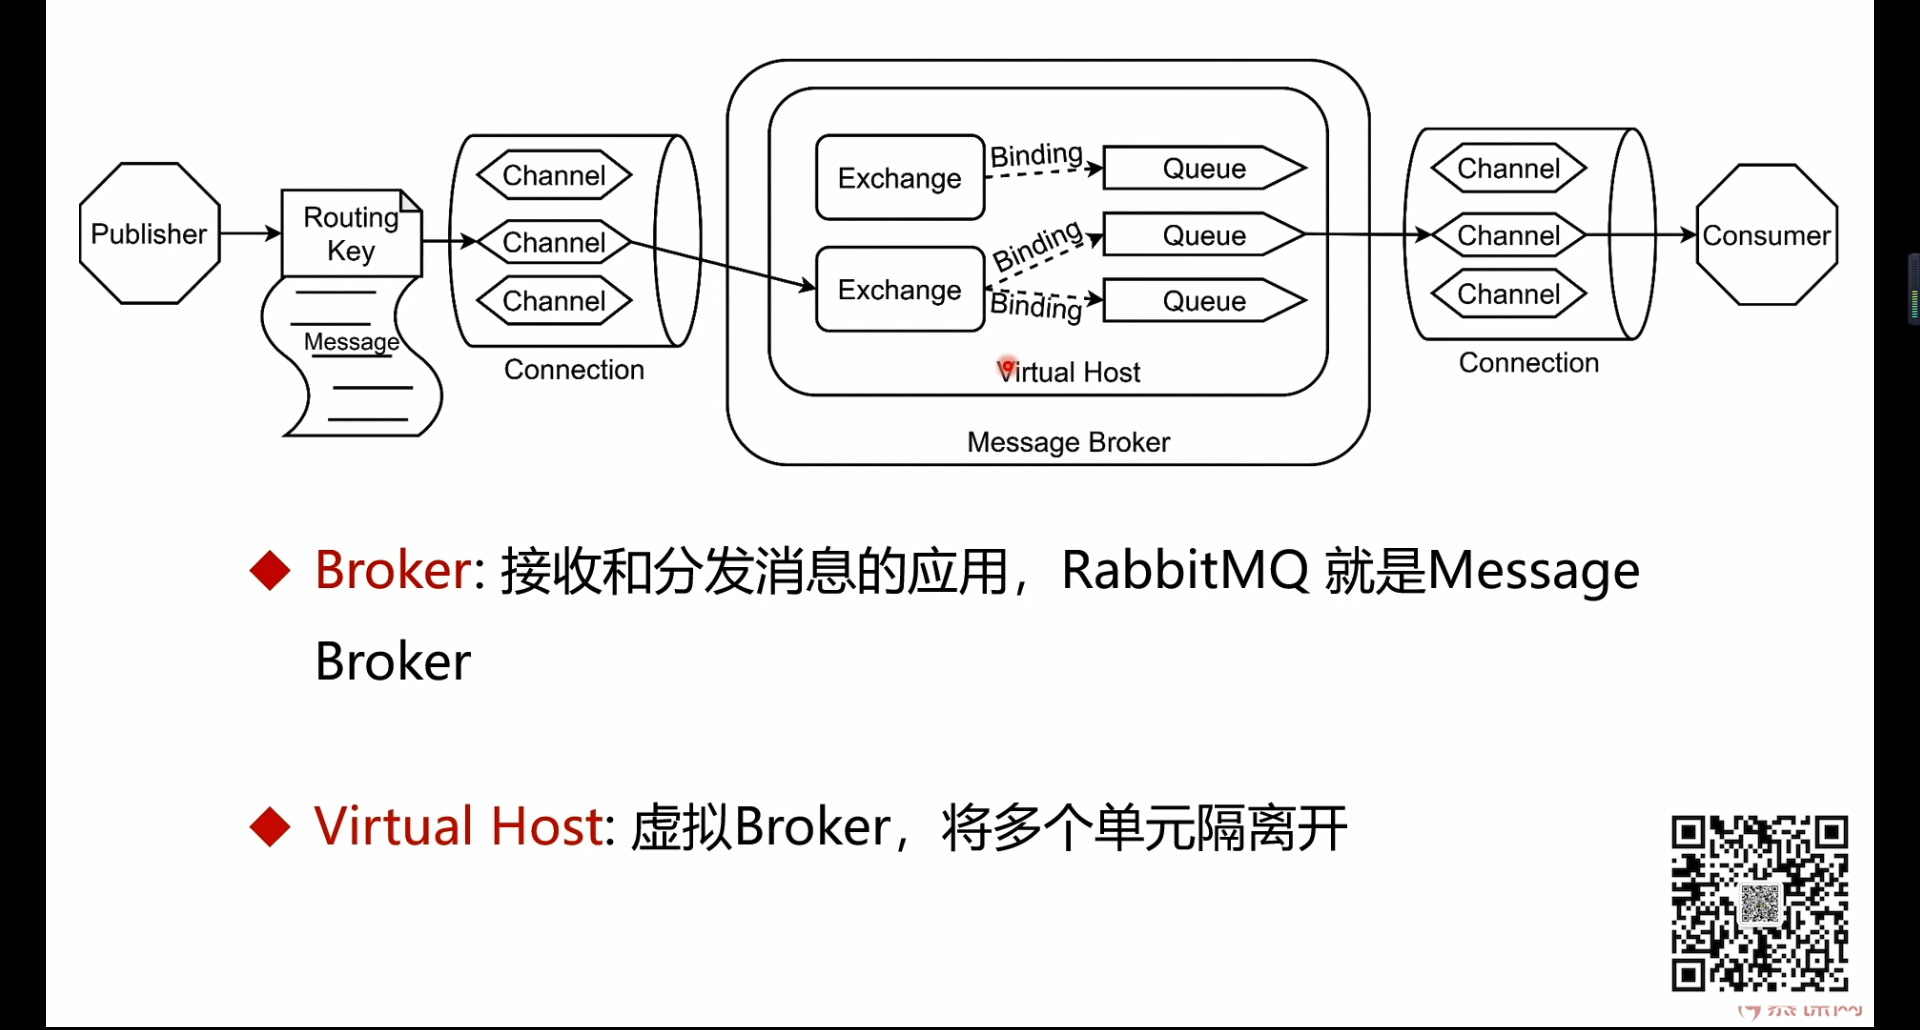 Publisher
Routing
Key
Message
Channel
Channel
Channel
Connection
Exchange
Exchange
Binding
Binding
Binding
Queue
Queue
Queue
Virtual Host
Message Broker
Channel
Channel
Channel
Connection
Consumer
Broker: 接收和分发消息的应用，RabbitMQ 就是Message
Broker
Virtual Host: 虚拟Broker，将多个单元隔离开